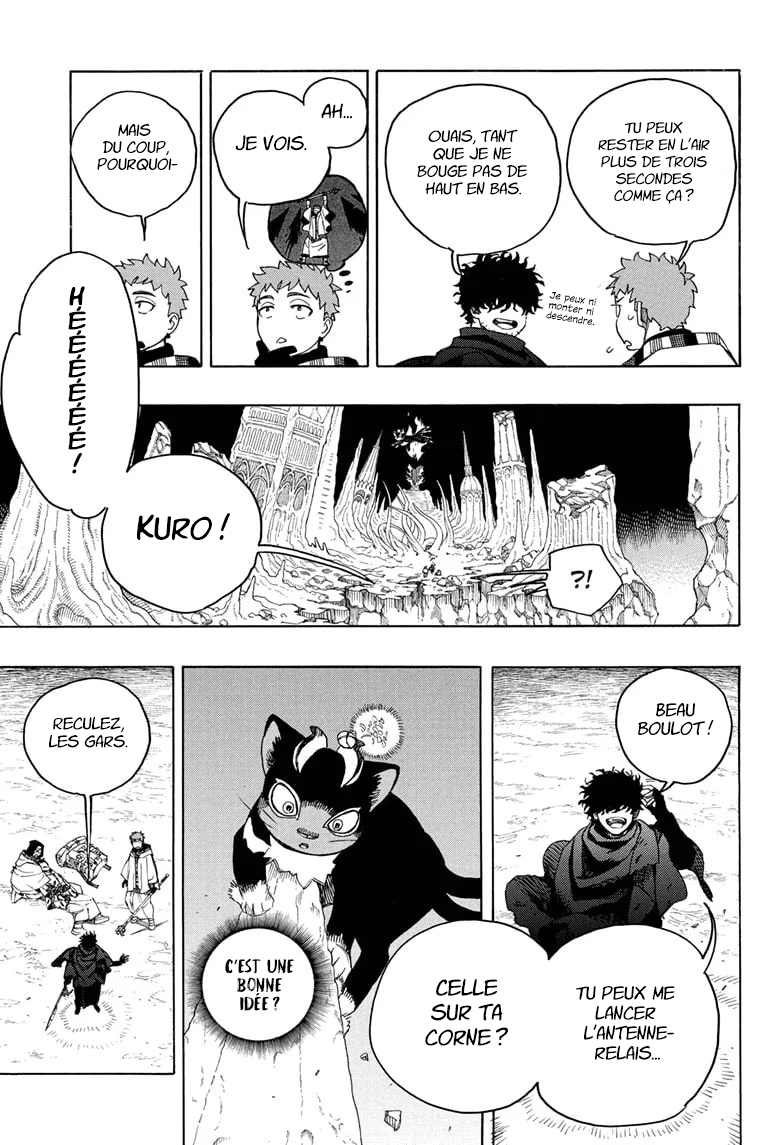 TU PEUX
RESTER EN L'AIR
PLUS DE TROIS
SECONDES
COMME ÇA ?
OUAIS, TANT
QUE JE NE
BOUGE PAS DE
HAUT EN BAS.
Je peux ni
monter ni
descendre.
AH...
JE VOIS.
MAIS
DU COUP,
POURQUOI-
HÉ-É-É-É-É-É !
KURO !
?!
BEAU
BOULOT !
TU PEUX ME
LANCER
L'ANTENNE-
RELAIS...
CELLE
SUR TA
CORNE ?
C'EST UNE
BONNE
IDÉE ?
RECULEZ,
LES GARS.